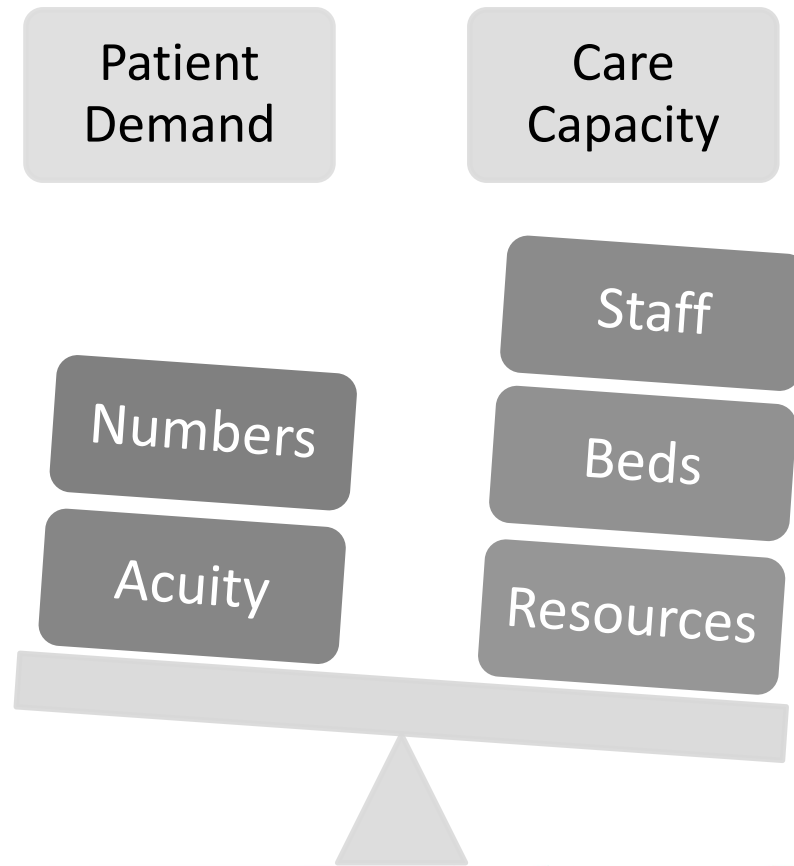 Patient
Demand
Care
Capacity
Staff
Numbers
Beds
Acuity
Resources